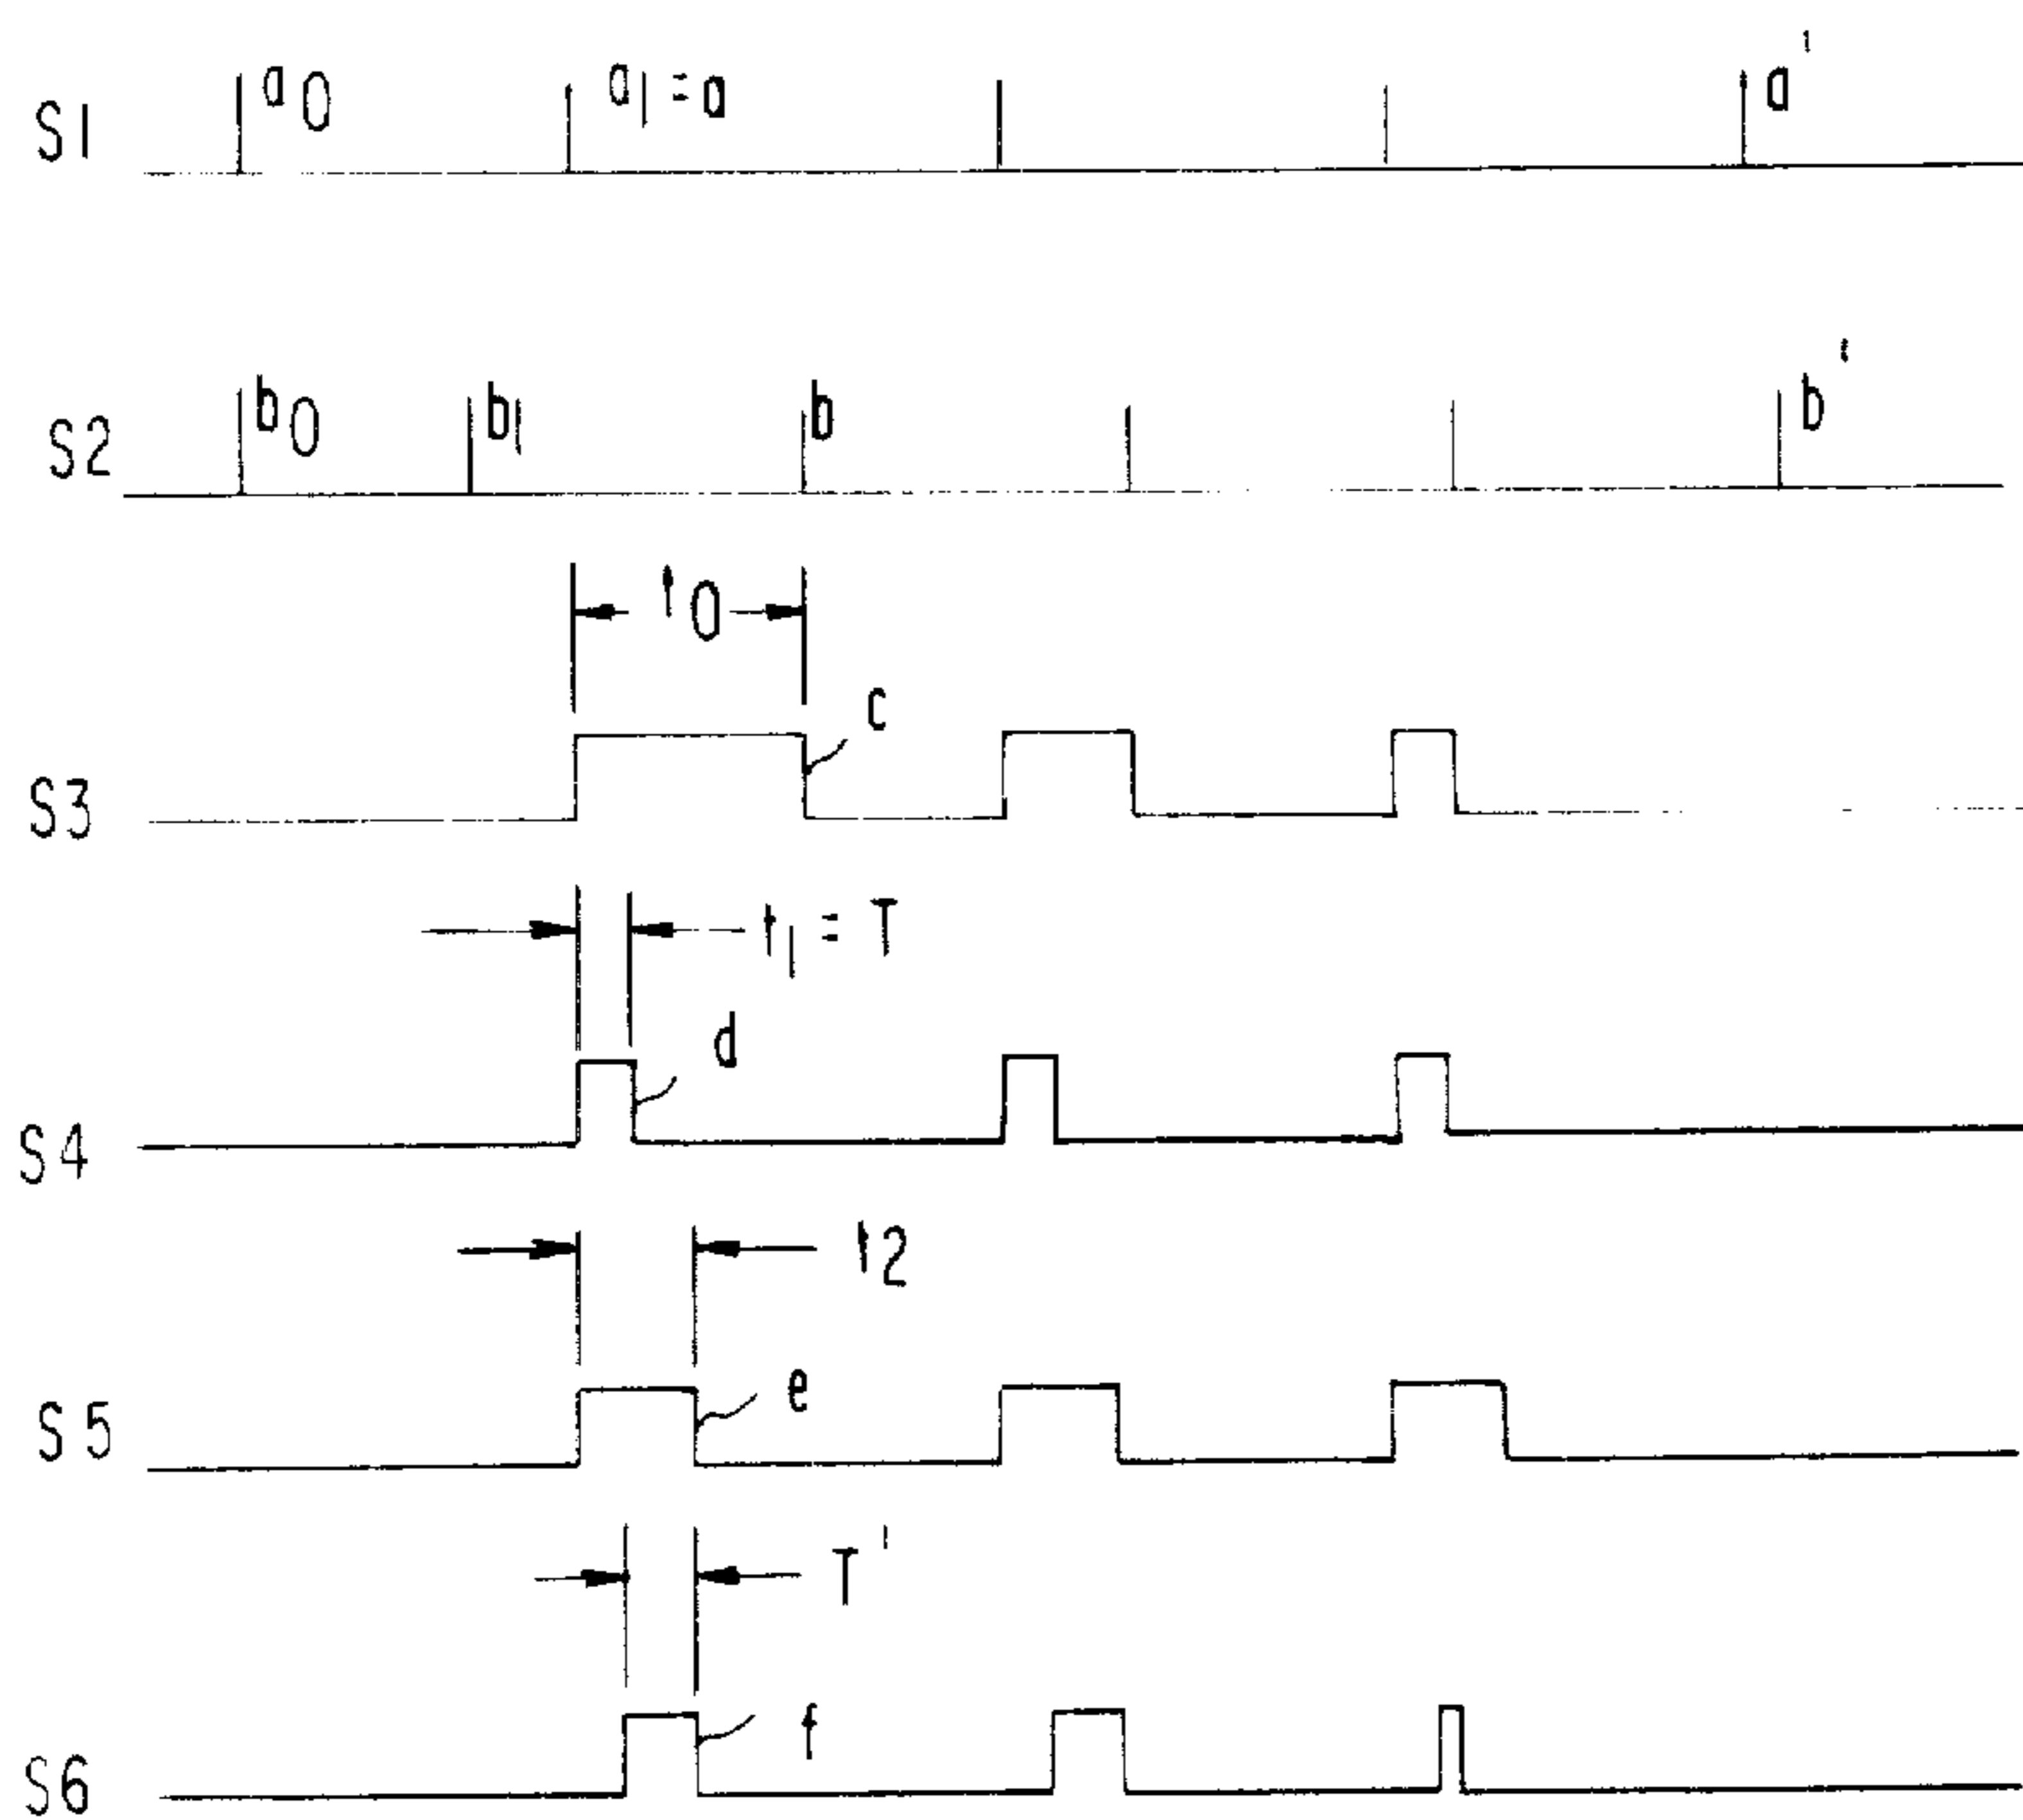 S1 a0 a1 = a a'
S2 b0 b1 b b'
t0
S3 c
t1 = T
S4 d
t2
S5 e
T'
S6 f